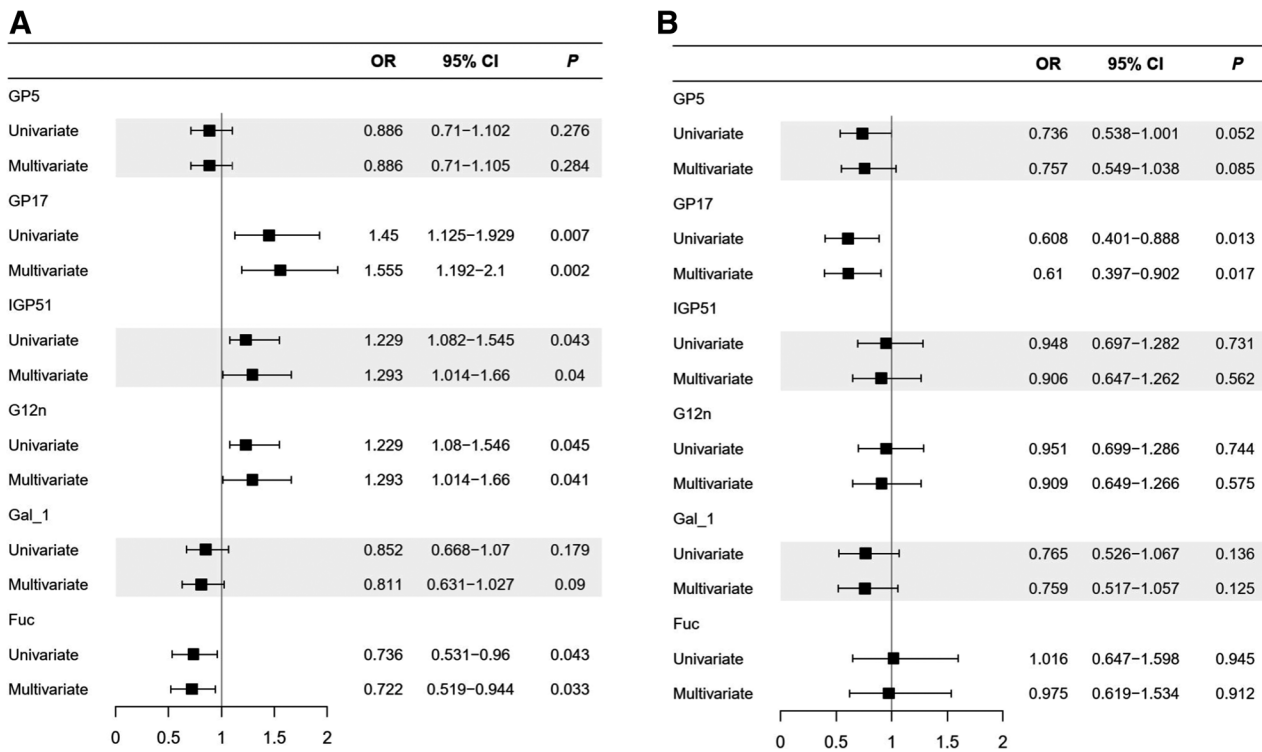 A
OR 95% CI P
GP5
Univariate 0.886 0.71−1.102 0.276
Multivariate 0.886 0.71−1.105 0.284
GP17
Univariate 1.45 1.125−1.929 0.007
Multivariate 1.555 1.192−2.1 0.002
IGP51
Univariate 1.229 1.082−1.545 0.043
Multivariate 1.293 1.014−1.66 0.04
G12n
Univariate 1.229 1.08−1.546 0.045
Multivariate 1.293 1.014−1.66 0.041
Gal_1
Univariate 0.852 0.668−1.07 0.179
Multivariate 0.811 0.631−1.027 0.09
Fuc
Univariate 0.736 0.531−0.96 0.043
Multivariate 0.722 0.519−0.944 0.033
0 0.5 1 1.5 2
B
OR 95% CI P
GP5
Univariate 0.736 0.538−1.001 0.052
Multivariate 0.757 0.549−1.038 0.085
GP17
Univariate 0.608 0.401−0.888 0.013
Multivariate 0.61 0.397−0.902 0.017
IGP51
Univariate 0.948 0.697−1.282 0.731
Multivariate 0.906 0.647−1.262 0.562
G12n
Univariate 0.951 0.699−1.286 0.744
Multivariate 0.909 0.649−1.266 0.575
Gal_1
Univariate 0.765 0.526−1.067 0.136
Multivariate 0.759 0.517−1.057 0.125
Fuc
Univariate 1.016 0.647−1.598 0.945
Multivariate 0.975 0.619−1.534 0.912
0 0.5 1 1.5 2